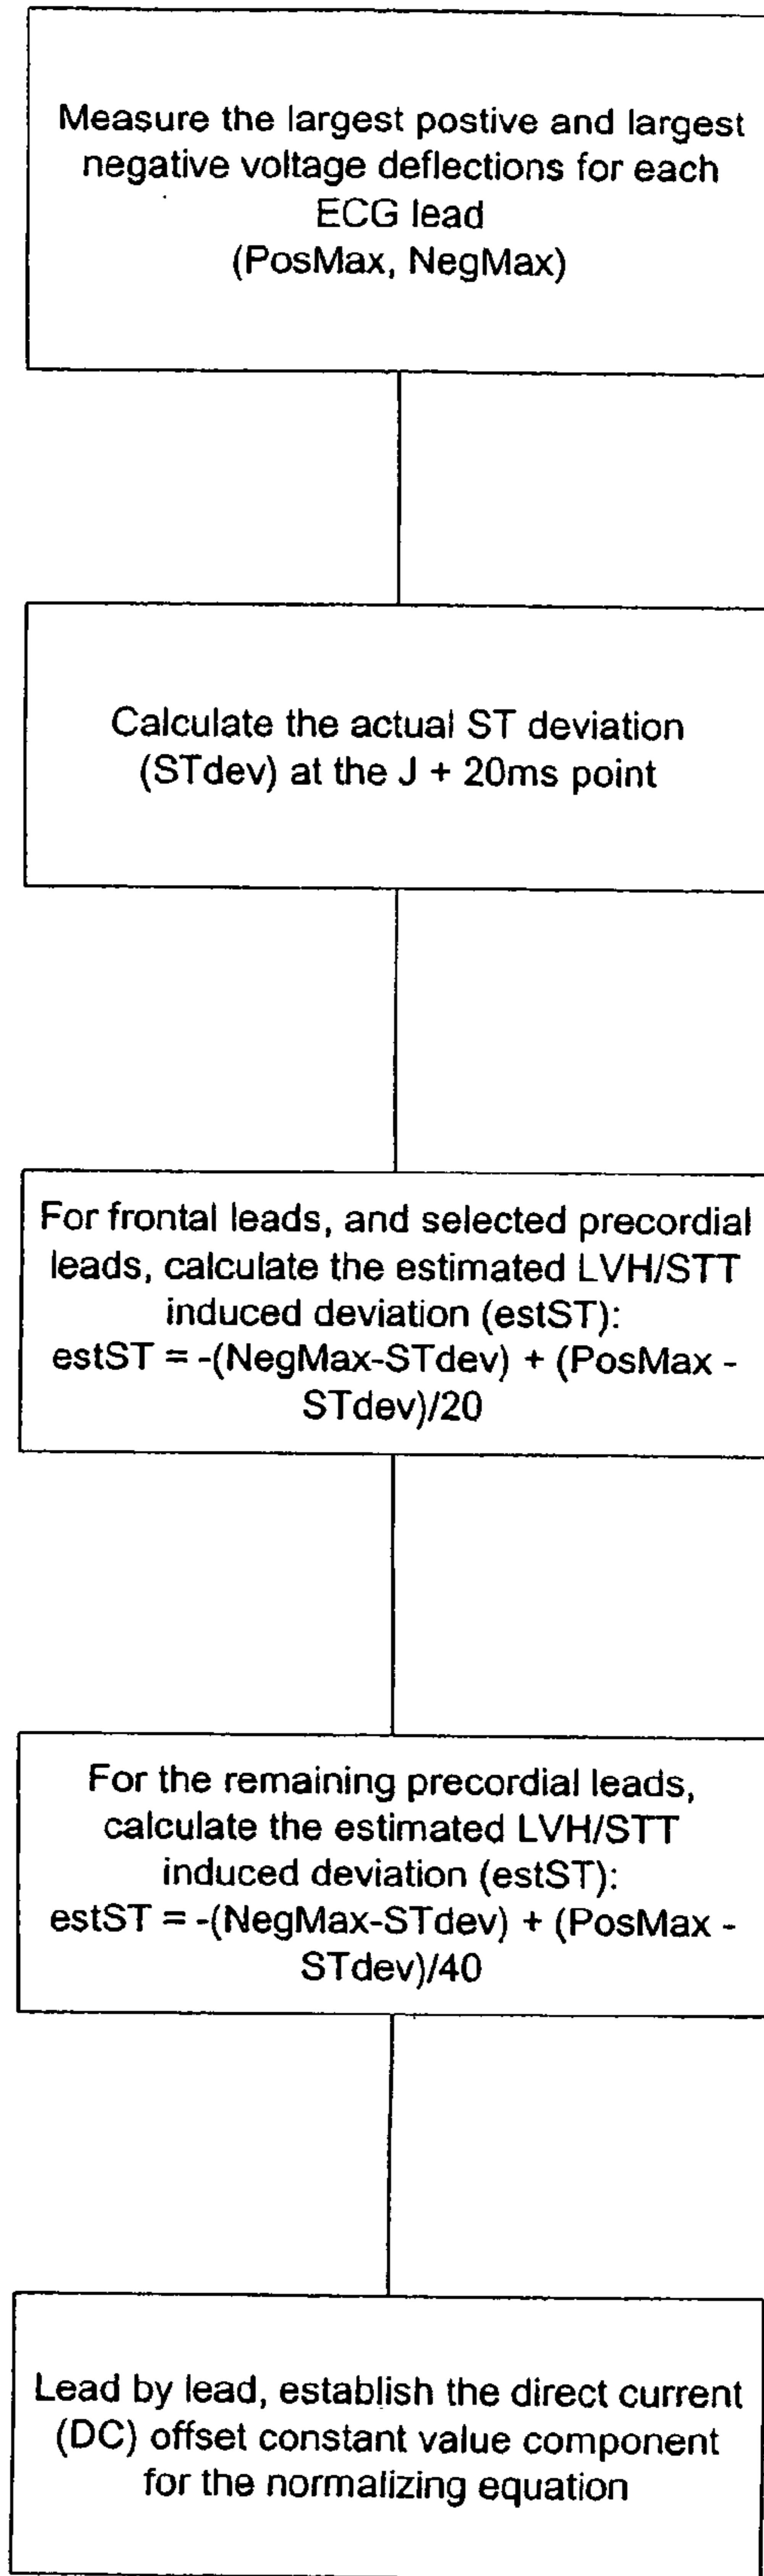 Measure the largest postive and largest
negative voltage deflections for each
ECG lead
(PosMax, NegMax)
Calculate the actual ST deviation
(STdev) at the J + 20ms point
For frontal leads, and selected precordial
leads, calculate the estimated LVH/STT
induced deviation (estST):
estST = -(NegMax-STdev) + (PosMax -
STdev)/20
For the remaining precordial leads,
calculate the estimated LVH/STT
induced deviation (estST):
estST = -(NegMax-STdev) + (PosMax -
STdev)/40
Lead by lead, establish the direct current
(DC) offset constant value component
for the normalizing equation